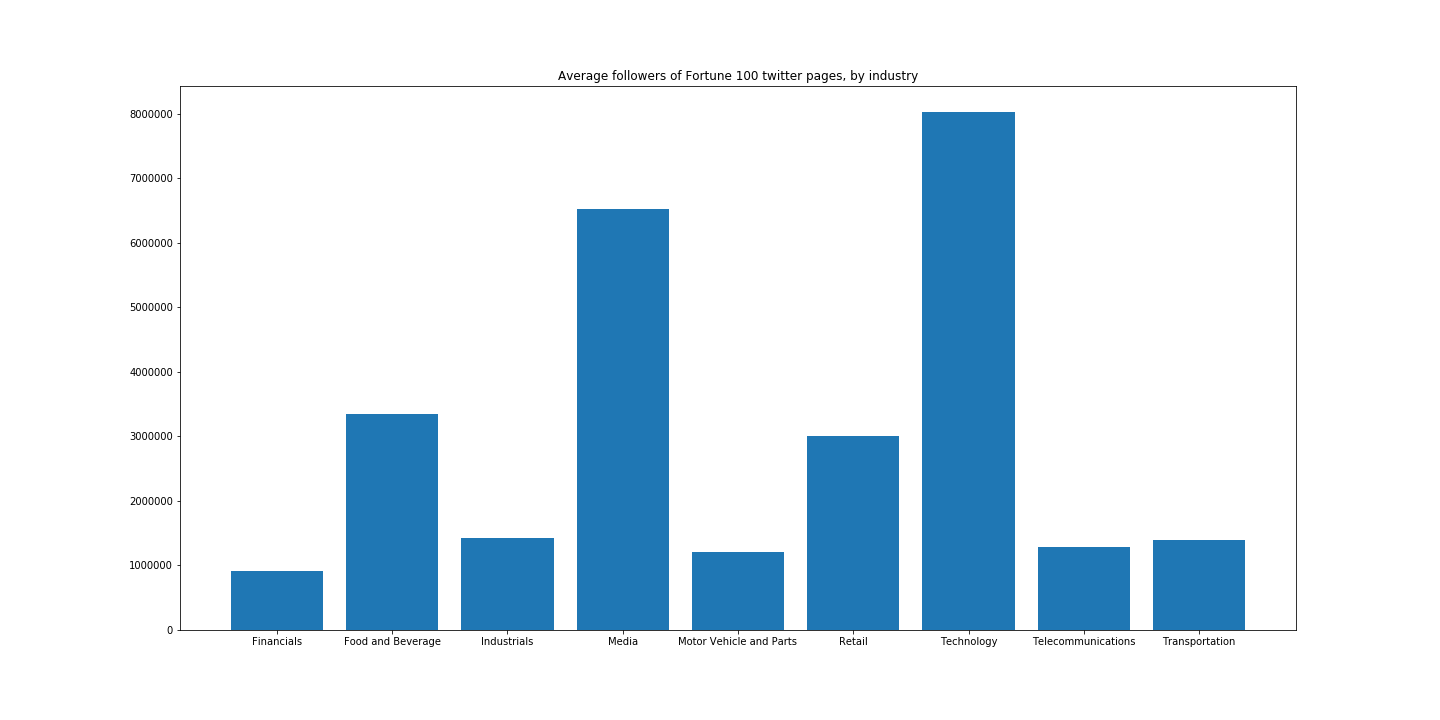 Average followers of Fortune 100 twitter pages, by industry
8000000
7000000
6000000
5000000
4000000
3000000
2000000
1000000
0
Financials
Food and Beverage
Industrials
Media
Motor Vehicle and Parts
Retail
Technology
Telecommunications
Transportation